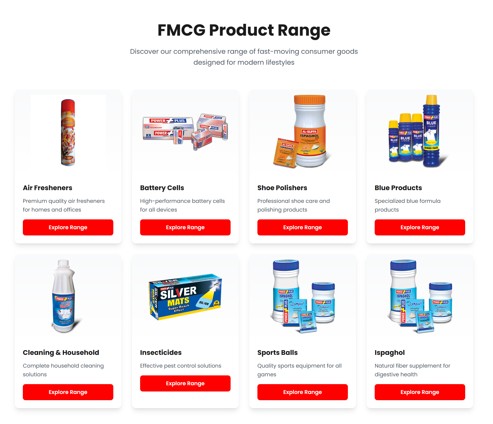 FMCG Product Range
Discover our comprehensive range of fast-moving consumer goods
designed for modern lifestyles
POWER PLUS
BLUE
Air Fresheners
Premium quality air fresheners
for homes and offices
Explore Range
Battery Cells
High-performance battery cells
for all devices
Explore Range
Shoe Polishers
Professional shoe care and
polishing products
Explore Range
Blue Products
Specialized blue formula
products
Explore Range
SILVER
MATS
Cleaning & Household
Complete household cleaning
solutions
Explore Range
Insecticides
Effective pest control solutions
Explore Range
Sports Balls
Quality sports equipment for all
games
Explore Range
Ispaghol
Natural fiber supplement for
digestive health
Explore Range